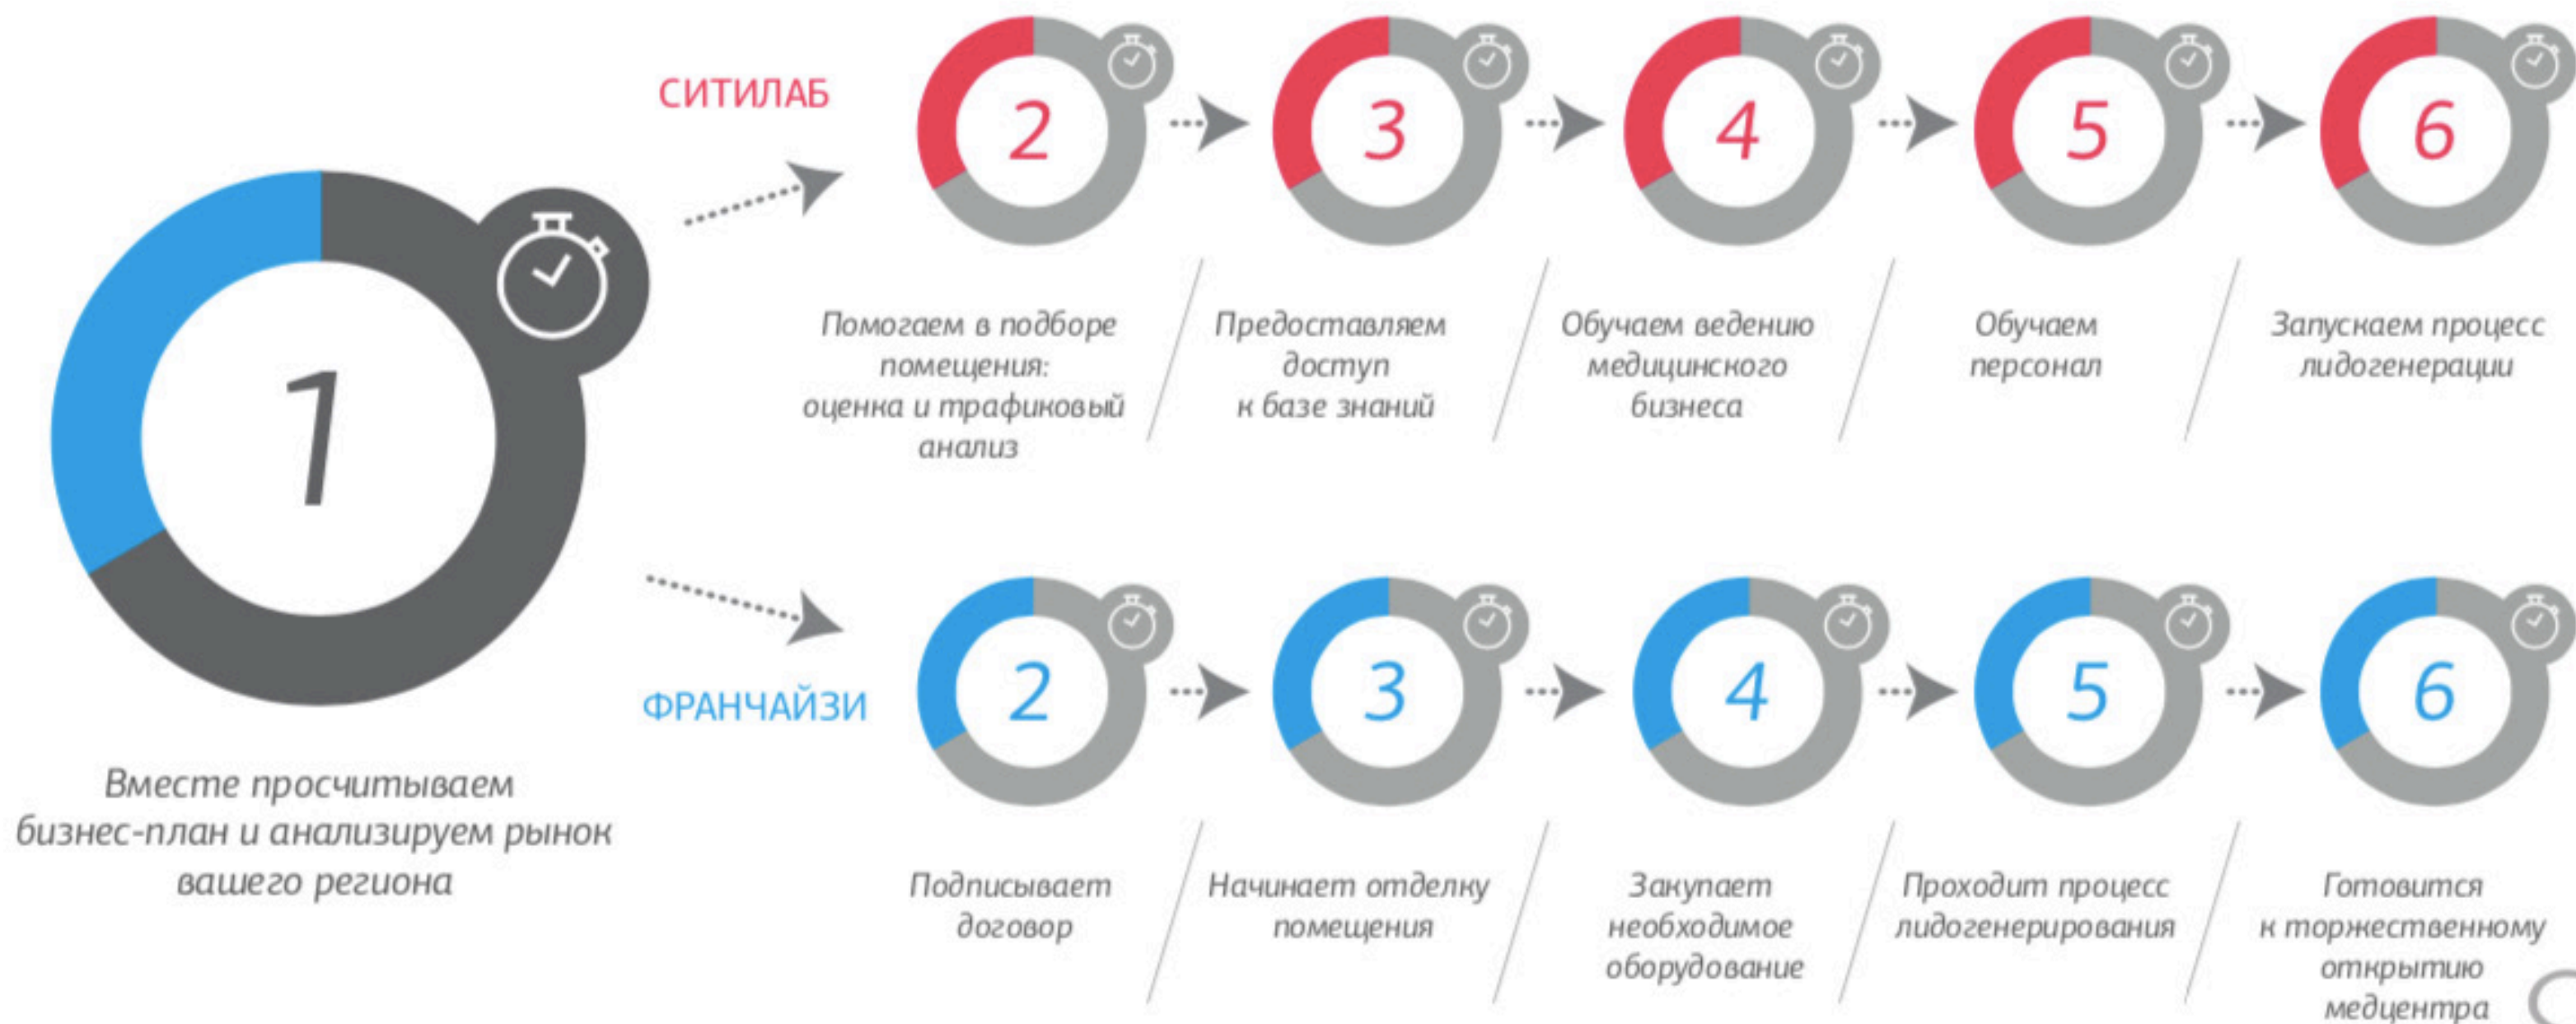 1
Вместе просчитываем
бизнес-план и анализируем рынок
вашего региона
СИТИЛАБ
2
Помогаем в подборе
помещения:
оценка и трафиковый
анализ
3
Предоставляем
доступ
к базе знаний
4
Обучаем ведению
медицинского
бизнеса
5
Обучаем
персонал
6
Запускаем процесс
лидогенерации
ФРАНЧАЙЗИ
2
Подписывает
договор
3
Начинает отделку
помещения
4
Закупает
необходимое
оборудование
5
Проходит процесс
лидогенерирования
6
Готовится
к торжественному
открытию
медцентра